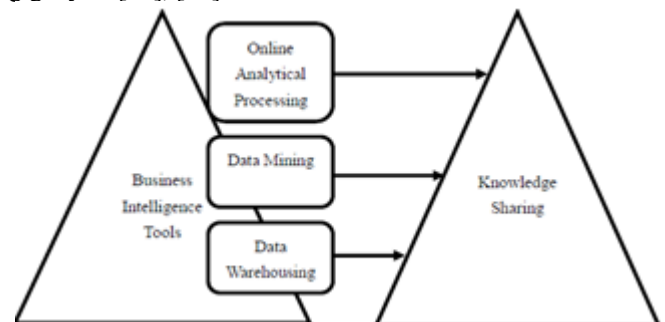 Online
Analytical
Processing
Data Mining
Business
Intelligence
Tools
Data
Warehousing
Knowledge
Sharing